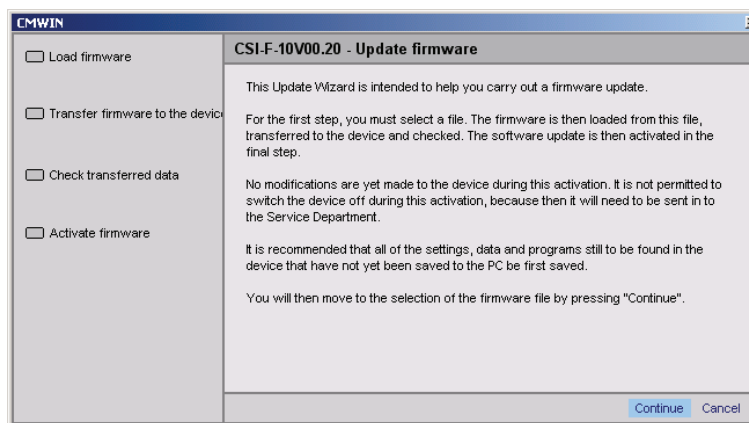 CMWIN
Load firmware
Transfer firmware to the device
Check transferred data
Activate firmware
CSI-F-10V00.20 - Update firmware
This Update Wizard is intended to help you carry out a firmware update.
For the first step, you must select a file. The firmware is then loaded from this file,
transferred to the device and checked. The software update is then activated in the
final step.
No modifications are yet made to the device during this activation. It is not permitted to
switch the device off during this activation, because then it will need to be sent in to
the Service Department.
It is recommended that all of the settings, data and programs still to be found in the
device that have not yet been saved to the PC be first saved.
You will then move to the selection of the firmware file by pressing "Continue".
Continue Cancel